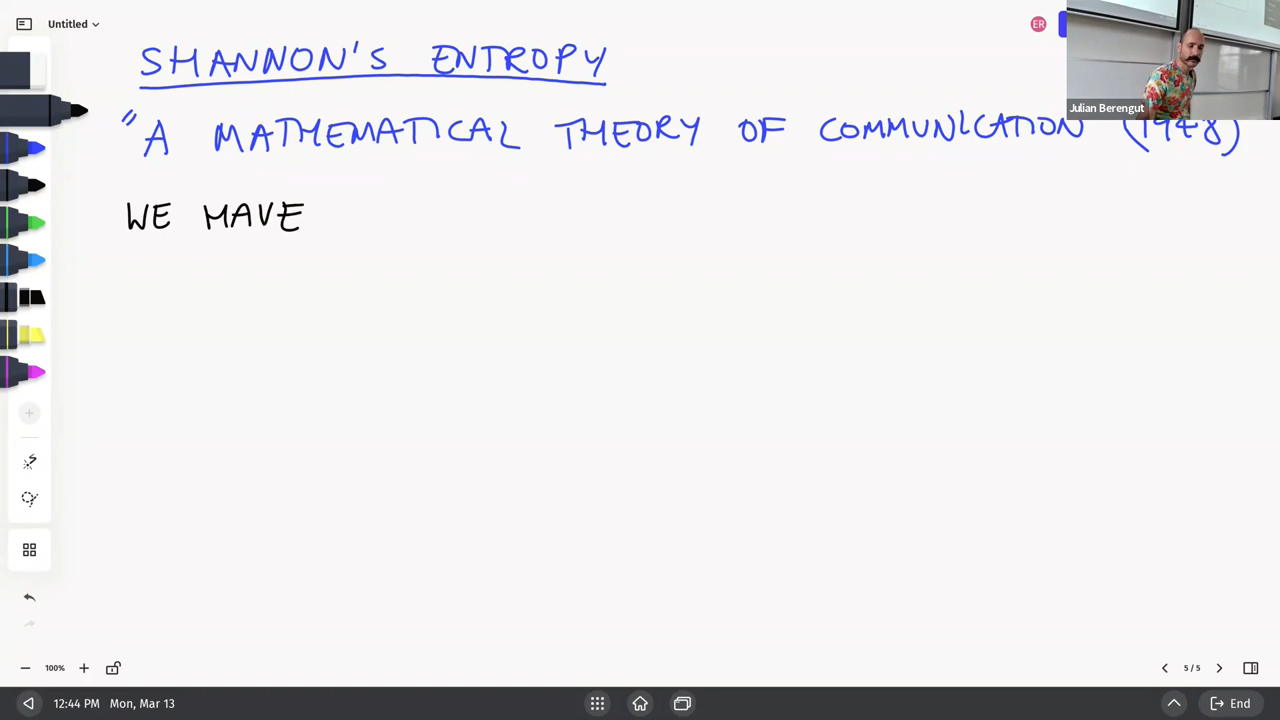 Untitled
ER
SHANNON'S ENTROPY
Julian Berengut
"A MATHEMATICAL THEORY OF COMMUNICATION (1948)
WE HAVE
100%
5/5
12:44 PM Mon, Mar 13
End